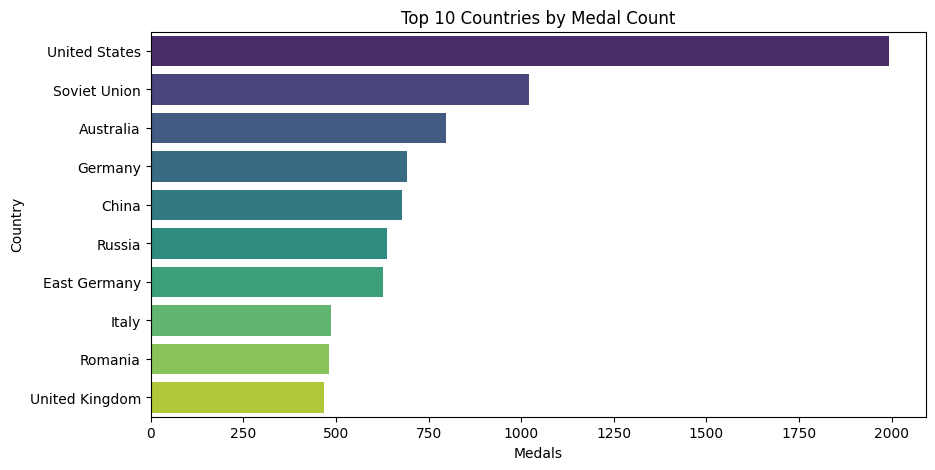 Top 10 Countries by Medal Count
Country
United States
Soviet Union
Australia
Germany
China
Russia
East Germany
Italy
Romania
United Kingdom
0 250 500 750 1000 1250 1500 1750 2000
Medals